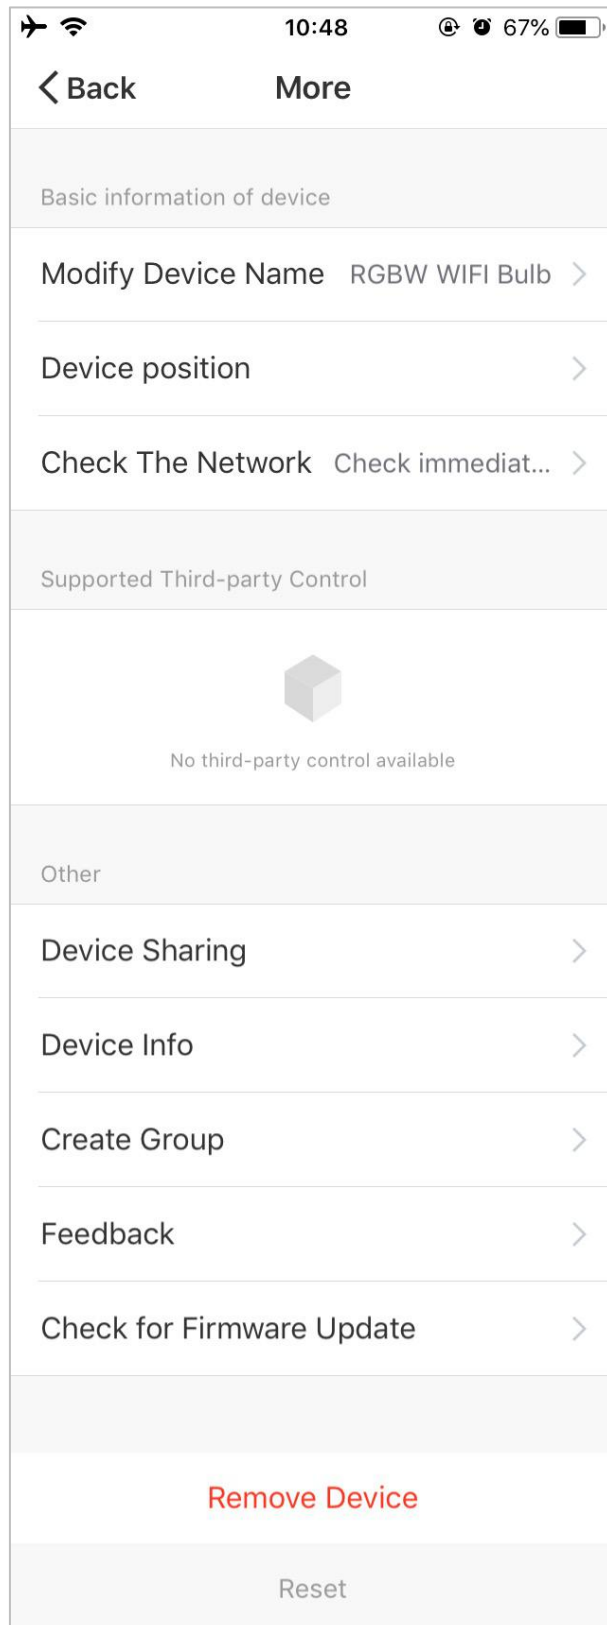 10:48 67%
Back More
Basic information of device
Modify Device Name RGBW WIFI Bulb
Device position
Check The Network Check immediat...
Supported Third-party Control
No third-party control available
Other
Device Sharing
Device Info
Create Group
Feedback
Check for Firmware Update
Remove Device
Reset